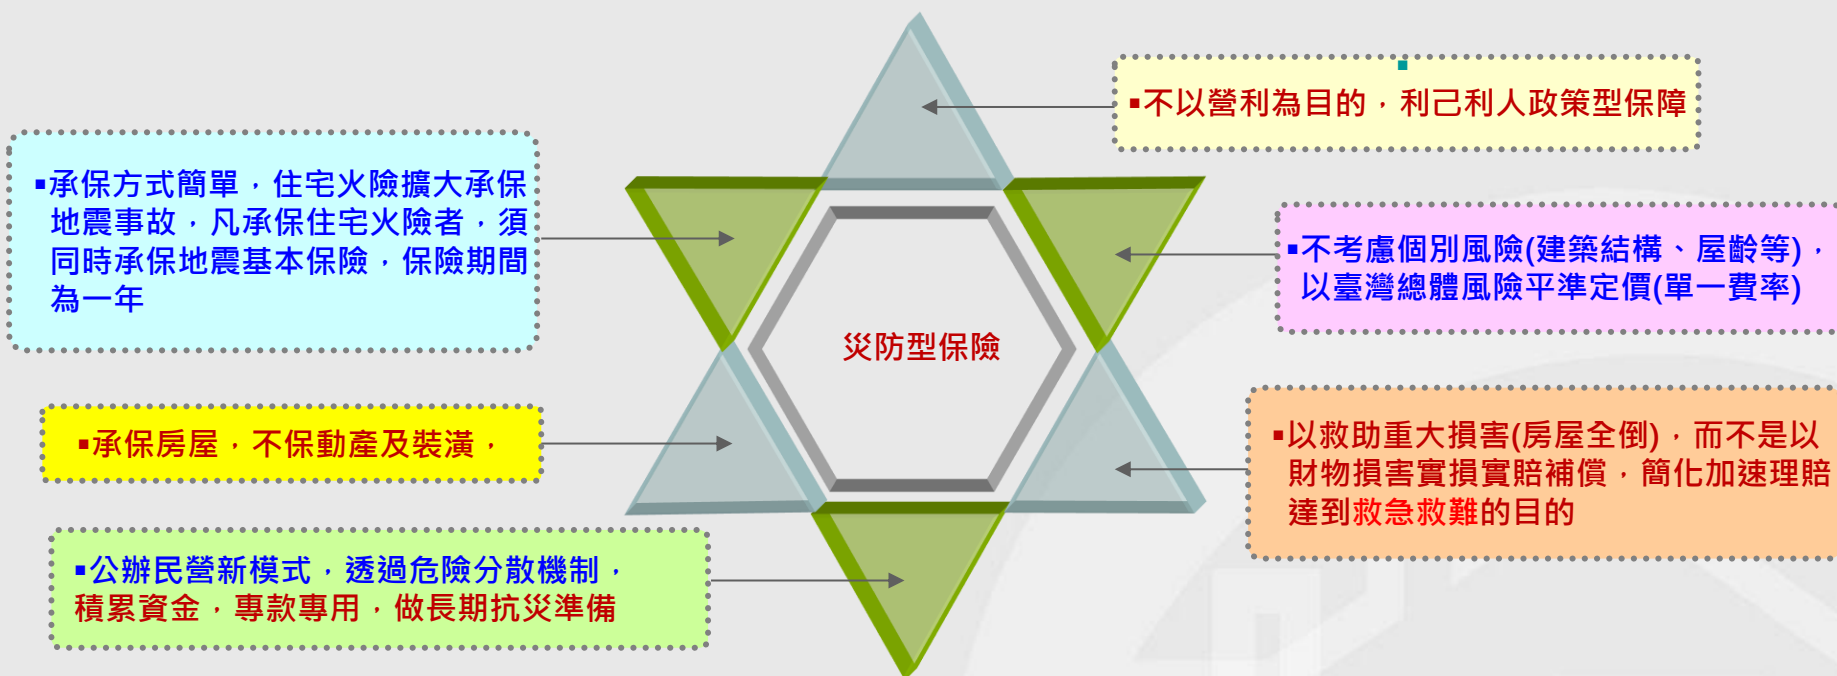 ▪不以營利為目的，利己利人政策型保障
▪承保方式簡單，住宅火險擴大承保
地震事故，凡承保住宅火險者，須
同時承保地震基本保險，保險期間
為一年
▪不考慮個別風險(建築結構、屋齡等)，
以臺灣總體風險平準定價(單一費率)
災防型保險
▪承保房屋，不保動產及裝潢，
▪以救助重大損害(房屋全倒)，而不是以
財物損害實損實賠補償，簡化加速理賠
達到救急救難的目的
▪公辦民營新模式，透過危險分散機制，
積累資金，專款專用，做長期抗災準備